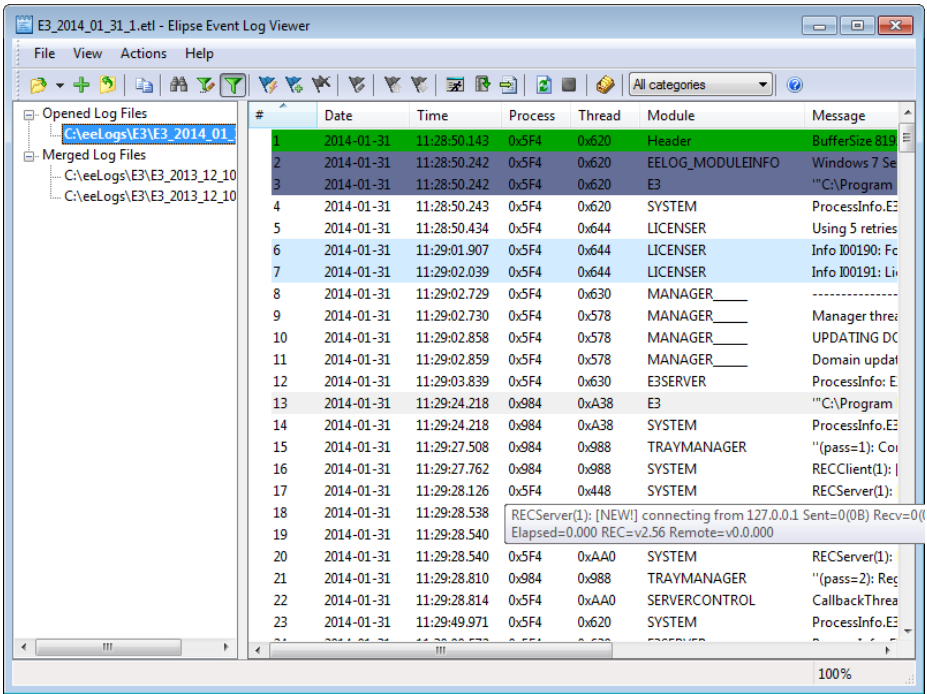 E3_2014_01_31_1.etl - Elipse Event Log Viewer
File View Actions Help
All categories
Opened Log Files
C:\eeLogs\E3\E3_2014_01_
Merged Log Files
C:\eeLogs\E3\E3_2013_12_10
C:\eeLogs\E3\E3_2013_12_10
# Date Time Process Thread Module Message
1 2014-01-31 11:28:50.143 0x5F4 0x620 Header BufferSize 819
2 2014-01-31 11:28:50.242 0x5F4 0x620 EELOG_MODULEINFO Windows 7 Se
3 2014-01-31 11:28:50.242 0x5F4 0x620 E3 '"C:\Program
4 2014-01-31 11:28:50.243 0x5F4 0x620 SYSTEM ProcessInfo.E3
5 2014-01-31 11:28:50.434 0x5F4 0x644 LICENSER Using 5 retries
6 2014-01-31 11:29:01.907 0x5F4 0x644 LICENSER Info I00190: Fo
7 2014-01-31 11:29:02.039 0x5F4 0x644 LICENSER Info I00191: Li
8 2014-01-31 11:29:02.729 0x5F4 0x630 MANAGER_____ ---------------
9 2014-01-31 11:29:02.730 0x5F4 0x578 MANAGER_____ Manager threa
10 2014-01-31 11:29:02.858 0x5F4 0x578 MANAGER_____ UPDATING DO
11 2014-01-31 11:29:02.859 0x5F4 0x578 MANAGER_____ Domain updat
12 2014-01-31 11:29:03.839 0x5F4 0x630 E3SERVER ProcessInfo: E
13 2014-01-31 11:29:24.218 0x984 0xA38 E3 '"C:\Program
14 2014-01-31 11:29:24.218 0x984 0xA38 SYSTEM ProcessInfo.E3
15 2014-01-31 11:29:27.508 0x984 0x988 TRAYMANAGER "(pass=1): Co
16 2014-01-31 11:29:27.762 0x984 0x988 SYSTEM RECClient(1): [
17 2014-01-31 11:29:28.126 0x5F4 0x448 SYSTEM RECServer(1):
18 2014-01-31 11:29:28.538
RECServer(1): [NEW!] connecting from 127.0.0.1 Sent=0(0B) Recv=0(0
19 2014-01-31 11:29:28.540
Elapsed=0.000 REC=v2.56 Remote=v0.0.000
20 2014-01-31 11:29:28.540 0x5F4 0xAA0 SYSTEM RECServer(1):
21 2014-01-31 11:29:28.810 0x984 0x988 TRAYMANAGER "(pass=2): Reg
22 2014-01-31 11:29:28.814 0x5F4 0xAA0 SERVERCONTROL CallbackThrea
23 2014-01-31 11:29:49.971 0x5F4 0x620 SYSTEM ProcessInfo.E3
100%